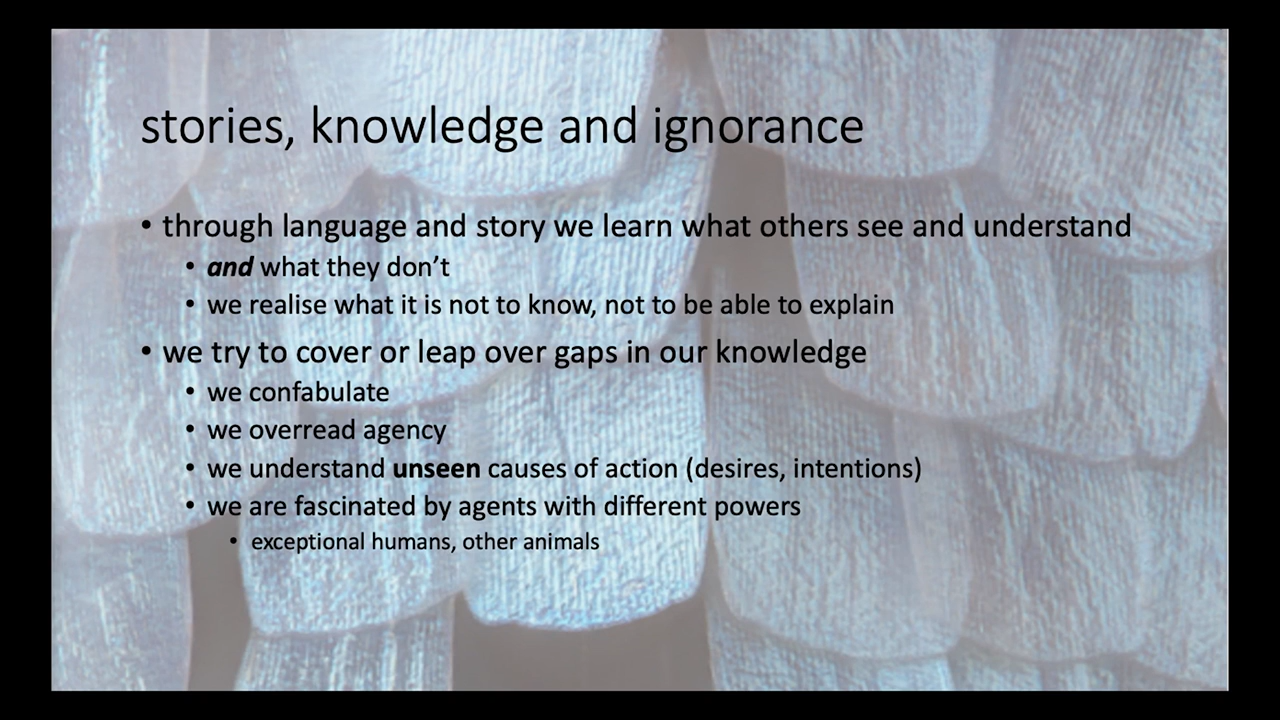 stories, knowledge and ignorance
• through language and story we learn what others see and understand
• and what they don’t
• we realise what it is not to know, not to be able to explain
• we try to cover or leap over gaps in our knowledge
• we confabulate
• we overread agency
• we understand unseen causes of action (desires, intentions)
• we are fascinated by agents with different powers
• exceptional humans, other animals